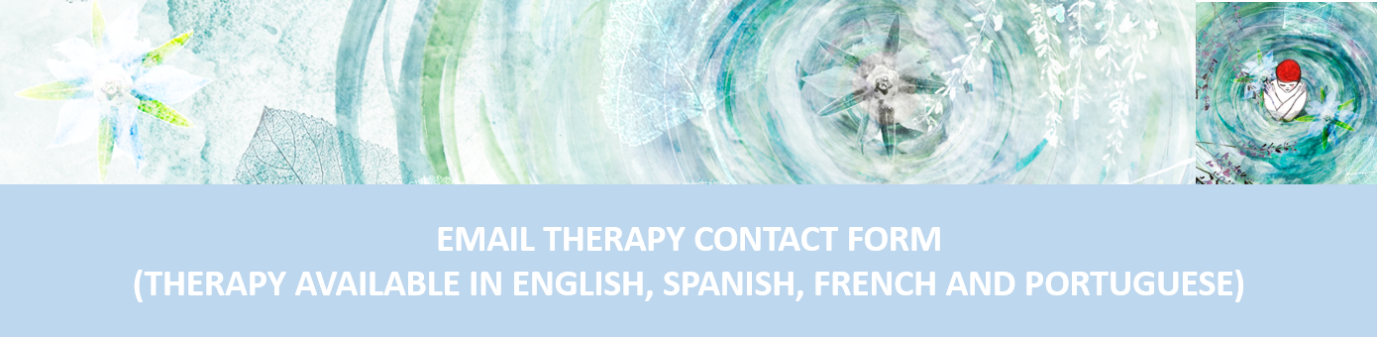 EMAIL THERAPY CONTACT FORM
(THERAPY AVAILABLE IN ENGLISH, SPANISH, FRENCH AND PORTUGUESE)